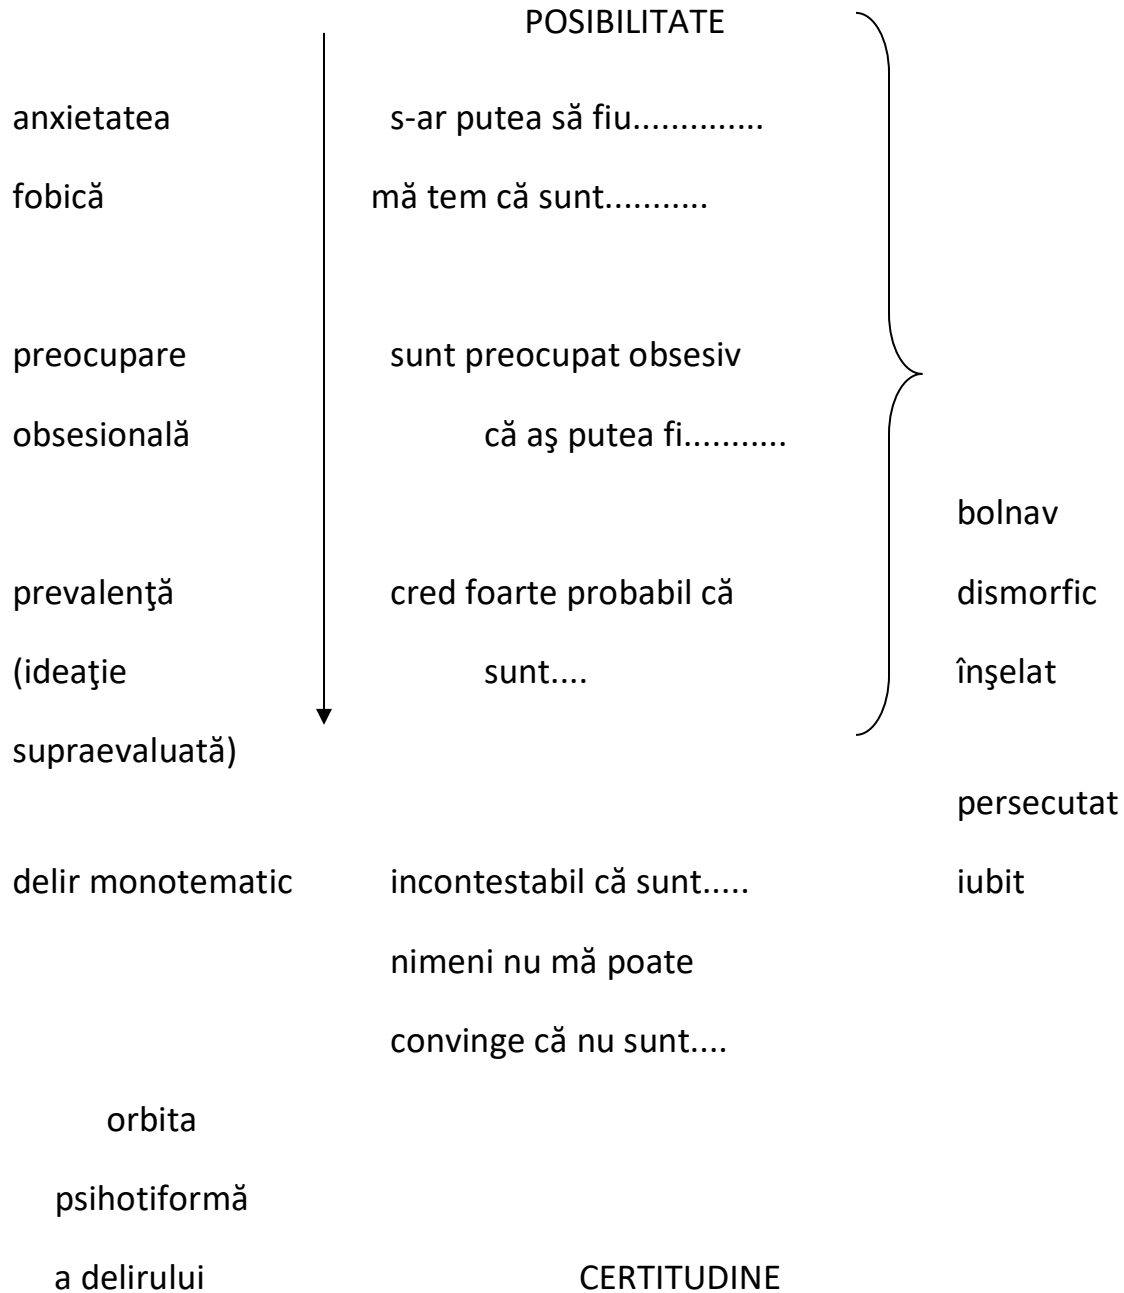 POSIBILITATE
anxietatea s-ar putea să fiu..............
fobică mă tem că sunt...........
preocupare sunt preocupat obsesiv
obsesională că aş putea fi...........
bolnav
prevalenţă cred foarte probabil că dismorfic
(ideaţie sunt.... înşelat
supraevaluată)
persecutat
delir monotematic incontestabil că sunt..... iubit
nimeni nu mă poate
convinge că nu sunt....
orbita
psihotiformă
a delirului CERTITUDINE